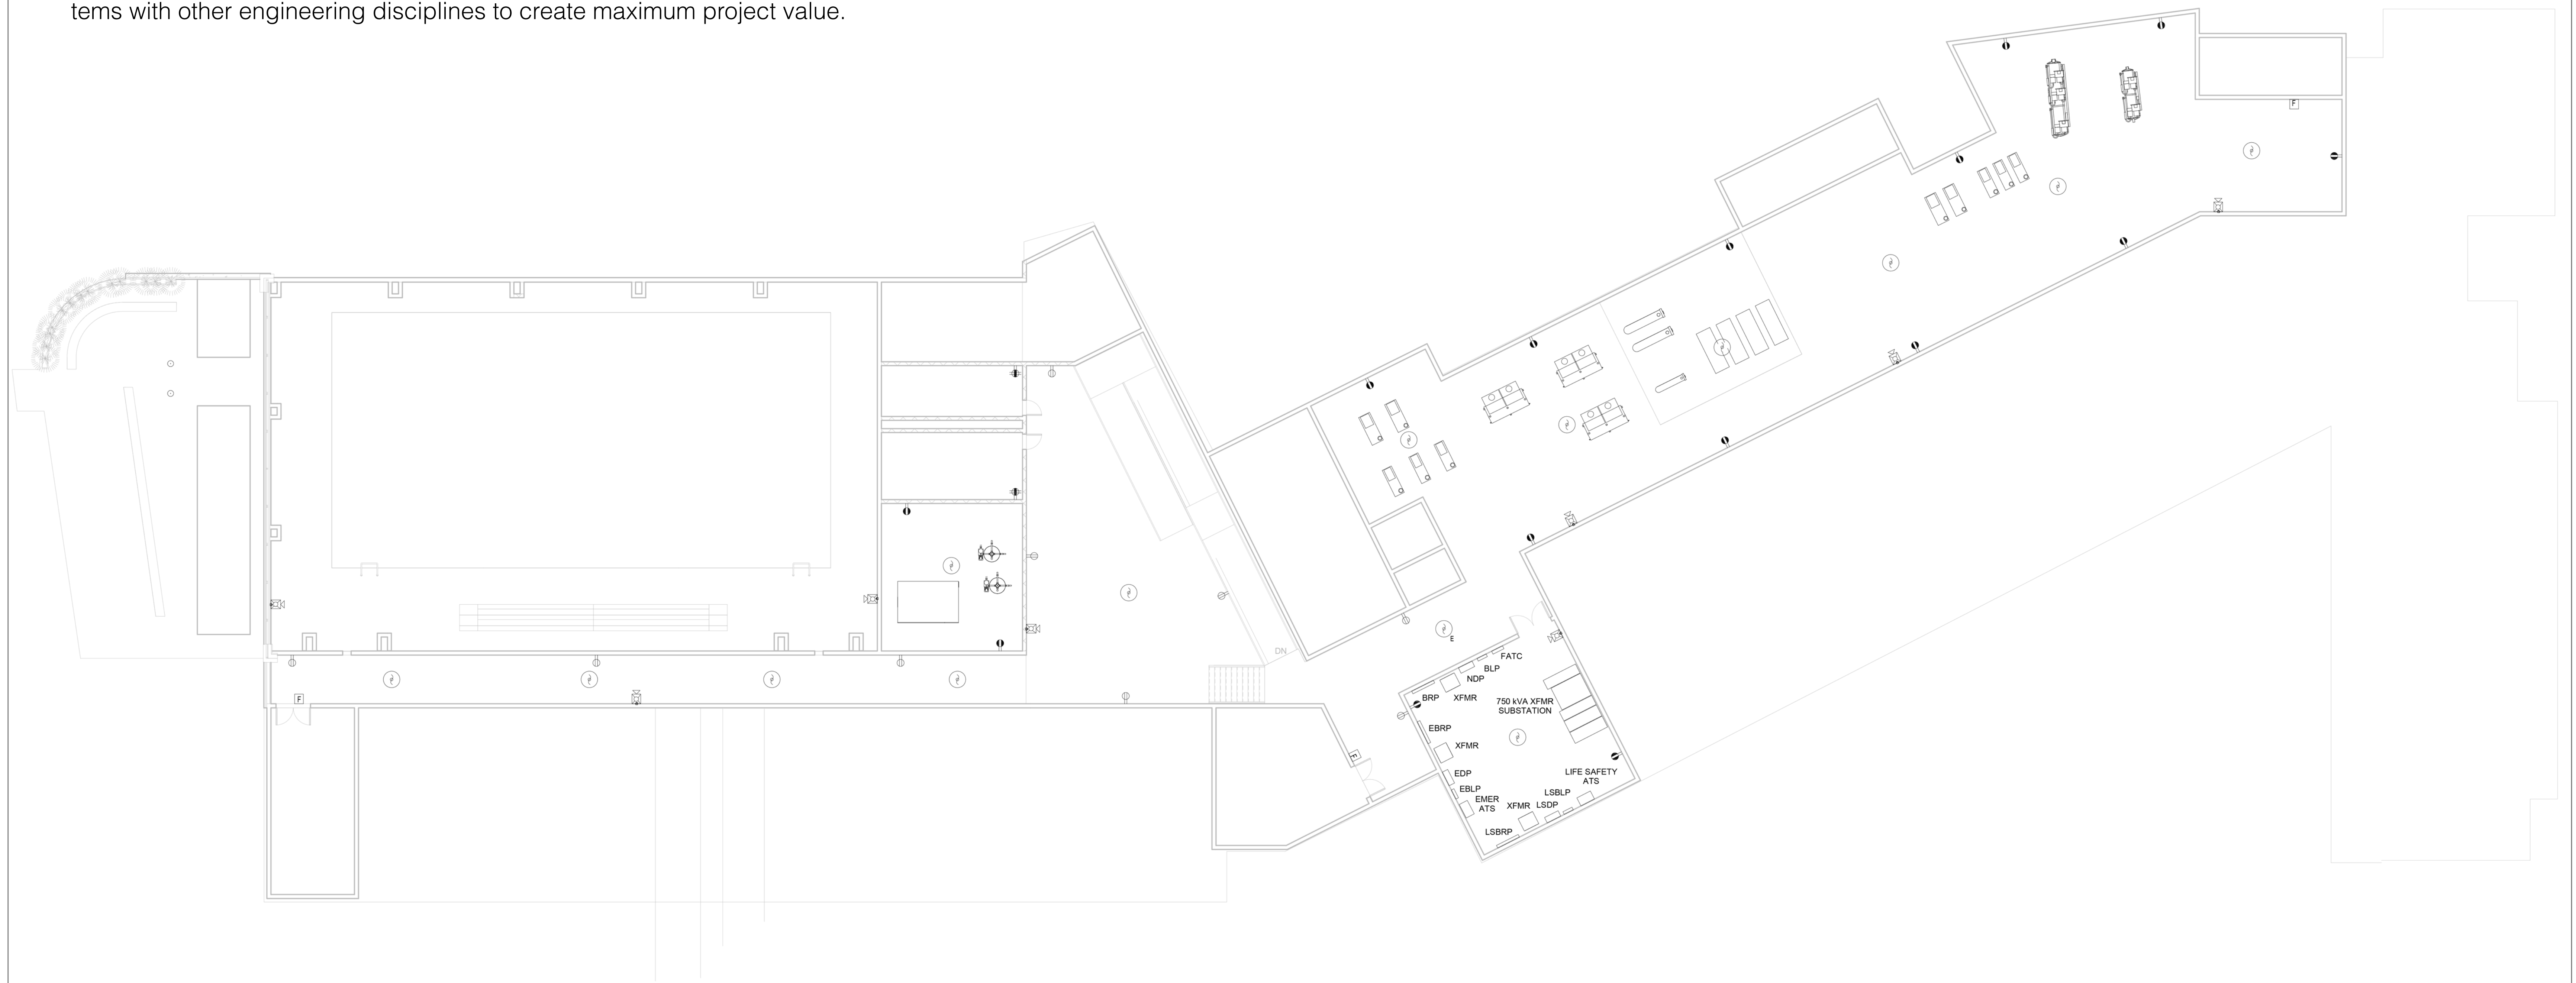 tems with other engineering disciplines to create maximum project value.
F
F
DN
E
FATC
BLP
NDP
BRP
XFMR
750 kVA XFMR
SUBSTATION
EBRP
XFMR
F
EDP
LIFE SAFETY
ATS
EBLP
LSBLP
EMER
ATS
XFMR
LSDP
LSBRP